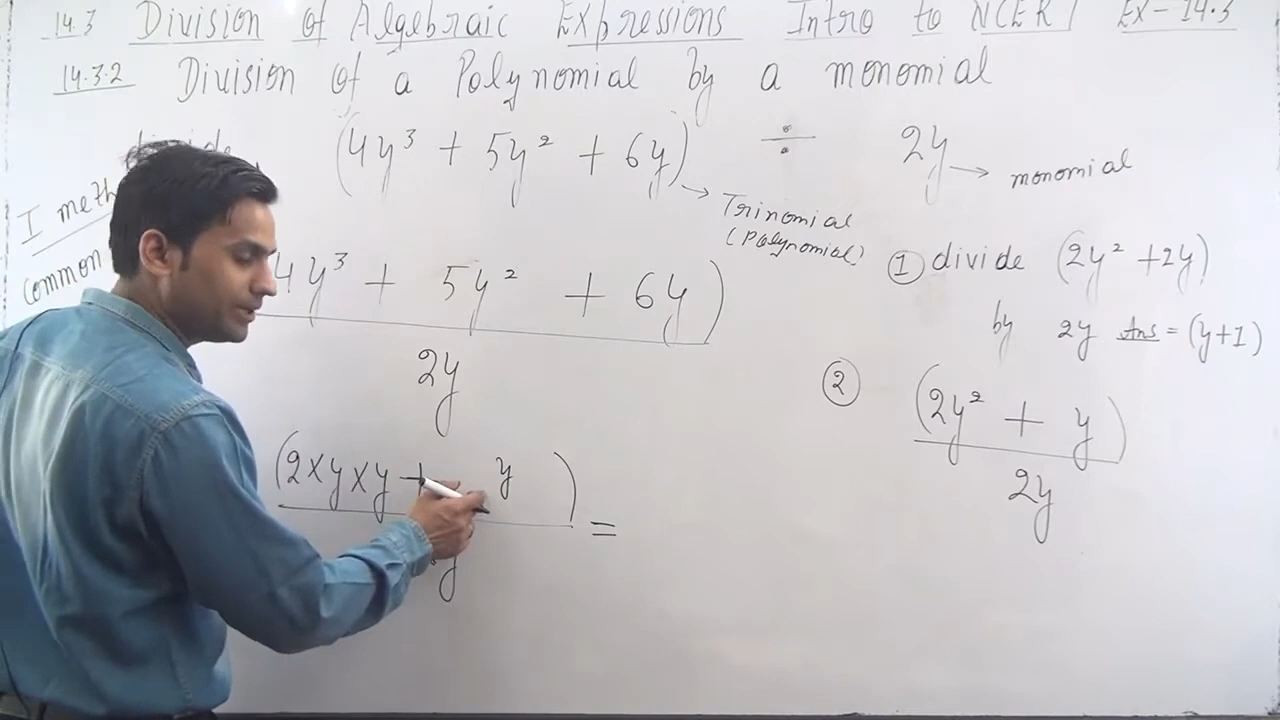 14.3 Division of Algebraic Expressions Intro to NCERT EX-14.3
14.3.2 Division of a Polynomial by a monomial
divide (4y³ + 5y² + 6y) ÷ 2y → monomial
→ Trinomial
(Polynomial)
I meth
common
4y³ + 5y² + 6y)
2y
(2×y×y + y) =
y
① divide (2y² + 2y)
by 2y Ans = (y+1)
② (2y² + y)
2y